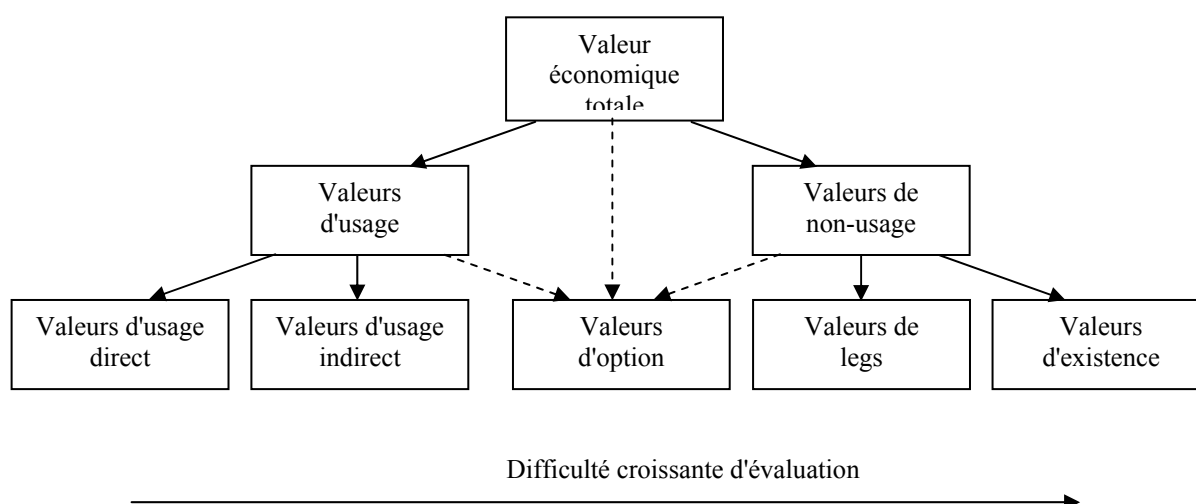 Valeur
économique
totale
Valeurs
d'usage
Valeurs de
non-usage
Valeurs d'usage
direct
Valeurs d'usage
indirect
Valeurs
d'option
Valeurs de
legs
Valeurs
d'existence
Difficulté croissante d'évaluation